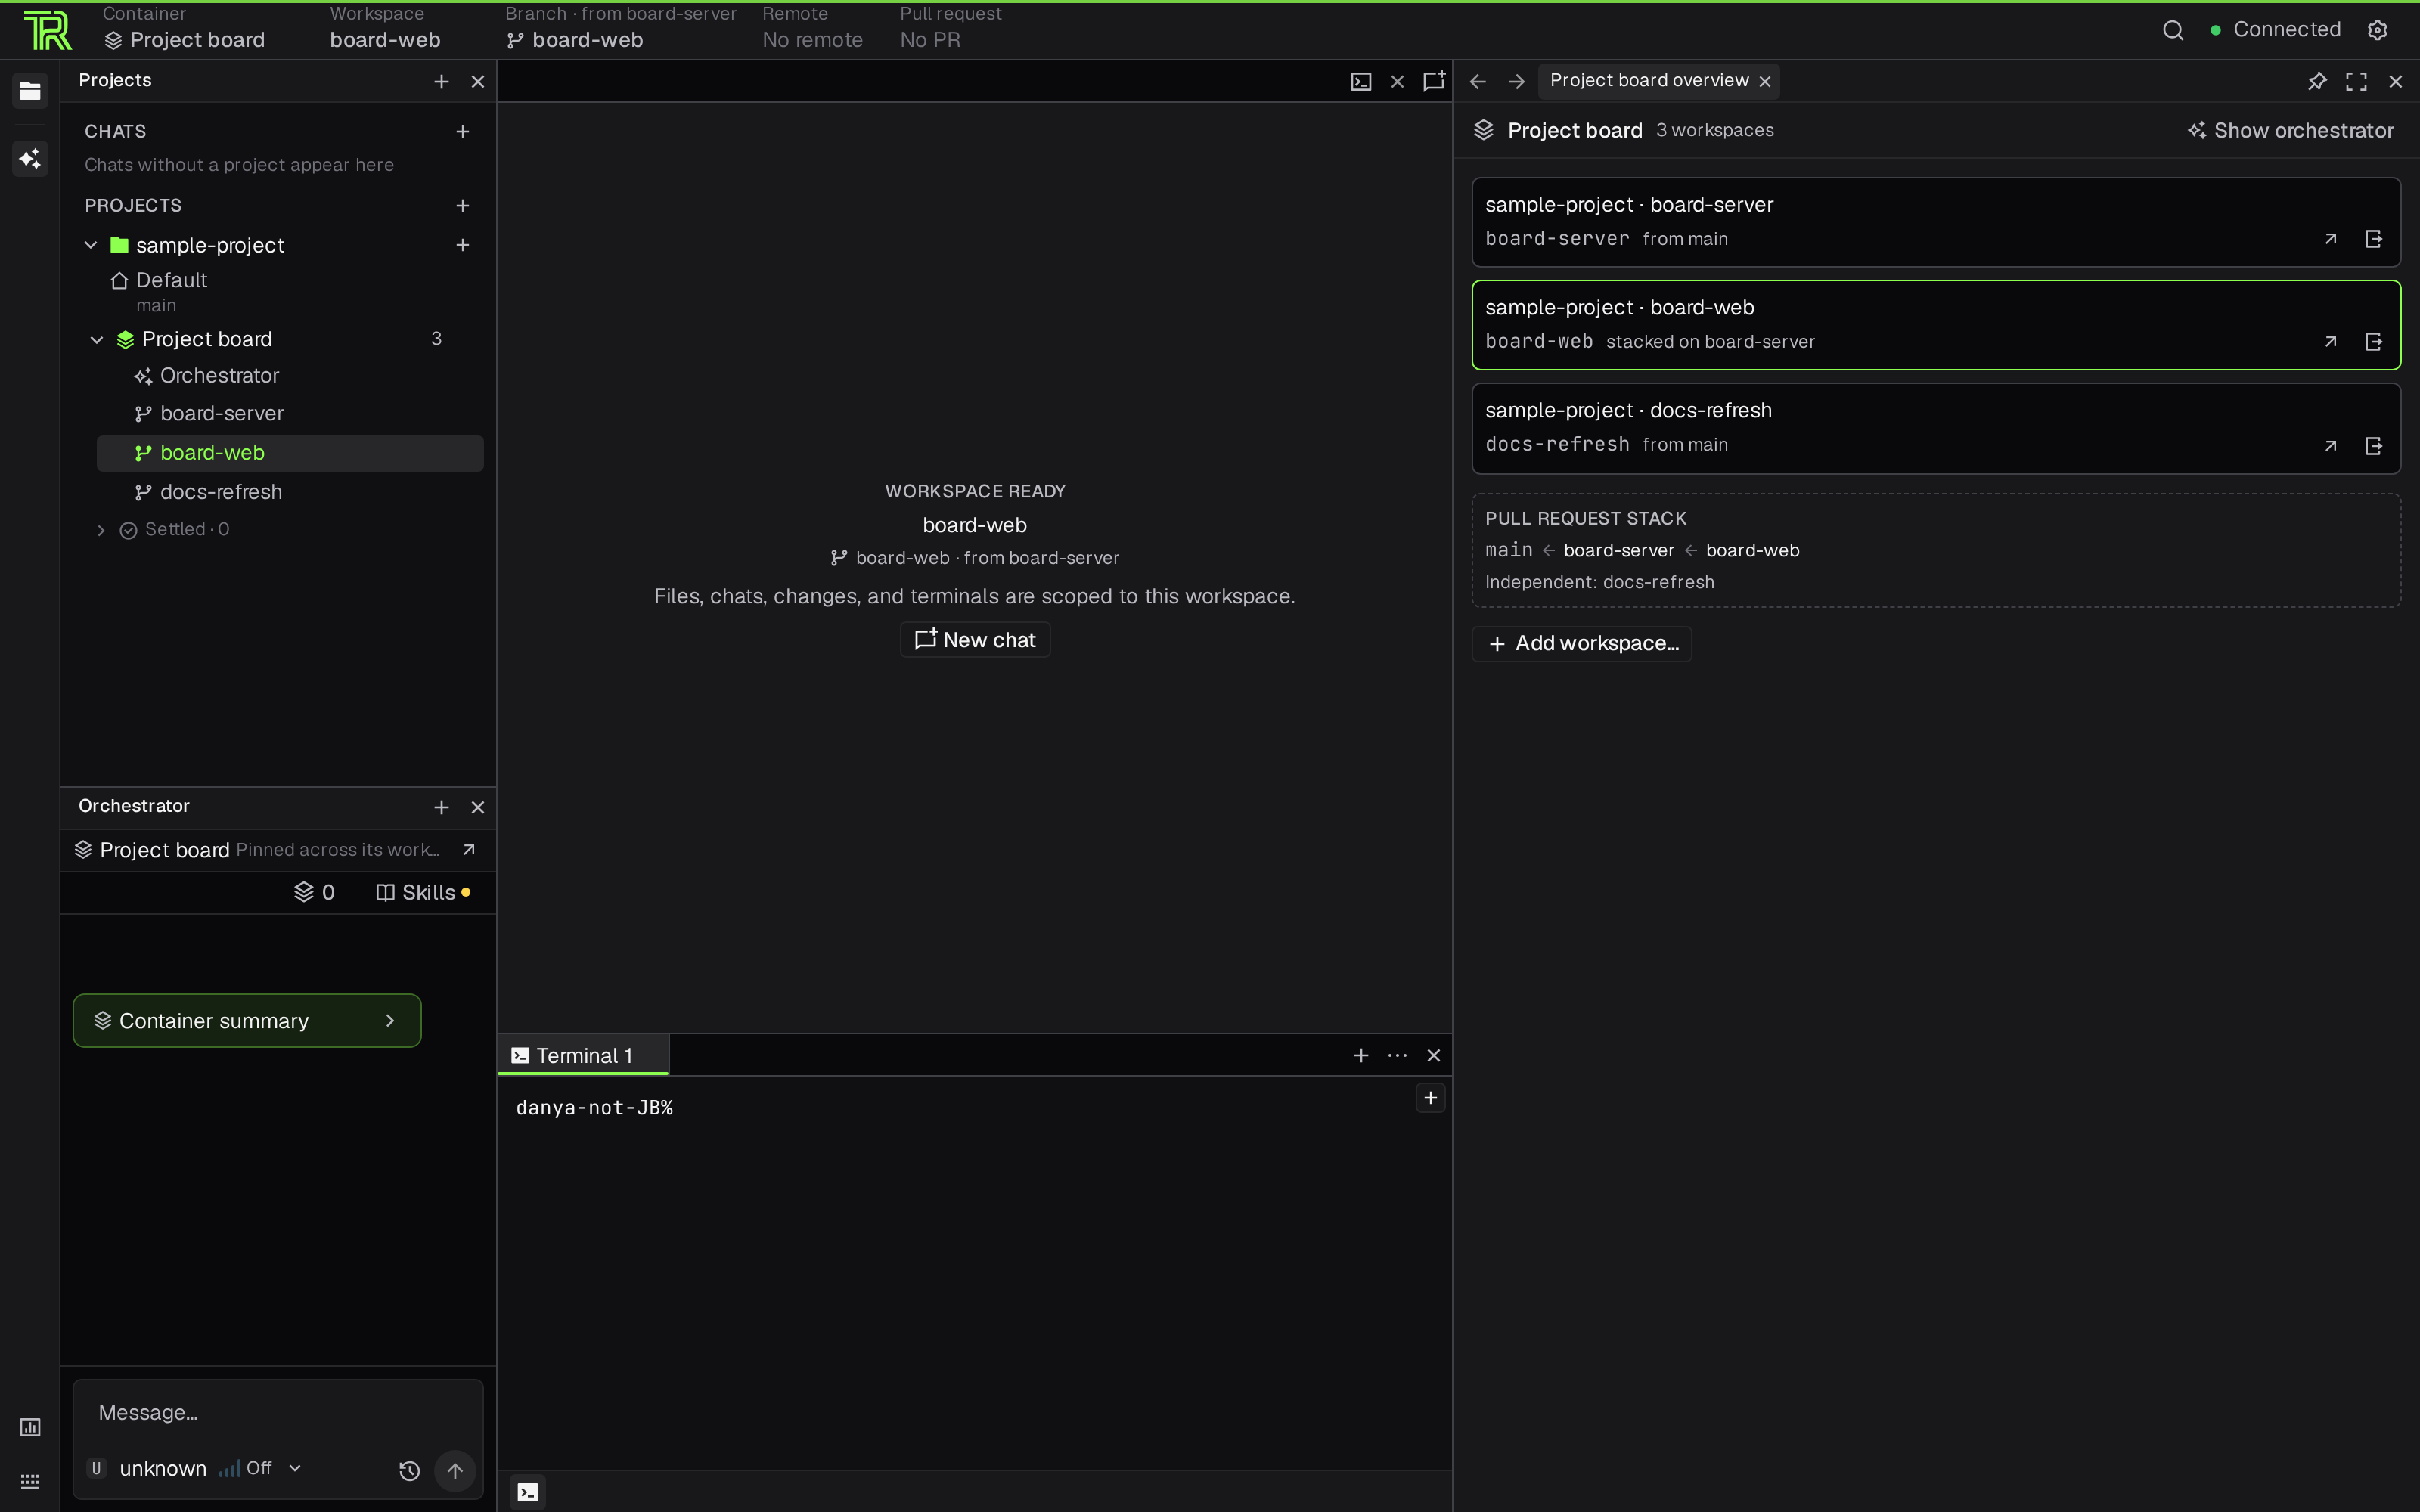 TR
Container
Project board
Workspace
board-web
Branch · from board-server
board-web
Remote
No remote
Pull request
No PR
Connected
Projects
CHATS
Chats without a project appear here
PROJECTS
sample-project
Default
main
Project board 3
Orchestrator
board-server
board-web
docs-refresh
Settled · 0
Orchestrator
Project board Pinned across its work…
0 Skills
Container summary
Message…
U unknown Off
WORKSPACE READY
board-web
board-web · from board-server
Files, chats, changes, and terminals are scoped to this workspace.
New chat
Terminal 1
danya-not-JB%
Project board overview
Project board 3 workspaces
Show orchestrator
sample-project · board-server
board-server from main
sample-project · board-web
board-web stacked on board-server
sample-project · docs-refresh
docs-refresh from main
PULL REQUEST STACK
main ← board-server ← board-web
Independent: docs-refresh
Add workspace…